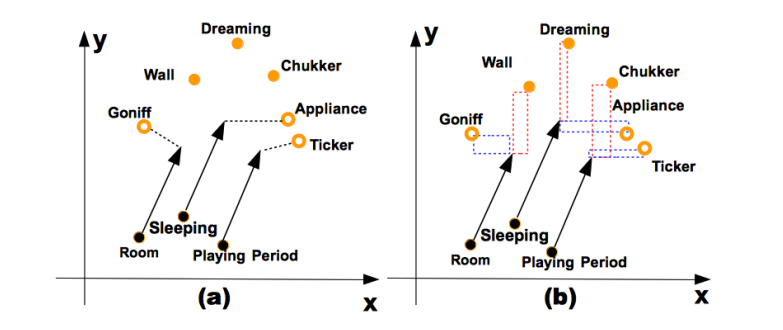 y
Dreaming
Wall
Chukker
Goniff
Appliance
Ticker
Sleeping
Room
Playing Period
x
(a)
y
Dreaming
Wall
Chukker
Appliance
Goniff
Ticker
Sleeping
Room
Playing Period
x
(b)